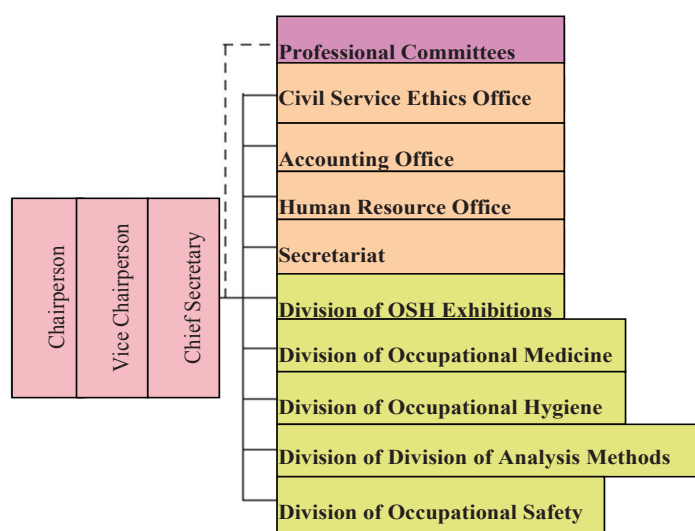 Professional Committees
Civil Service Ethics Office
Accounting Office
Human Resource Office
Secretariat
Chairperson
Vice Chairperson
Chief Secretary
Division of OSH Exhibitions
Division of Occupational Medicine
Division of Occupational Hygiene
Division of Division of Analysis Methods
Division of Occupational Safety